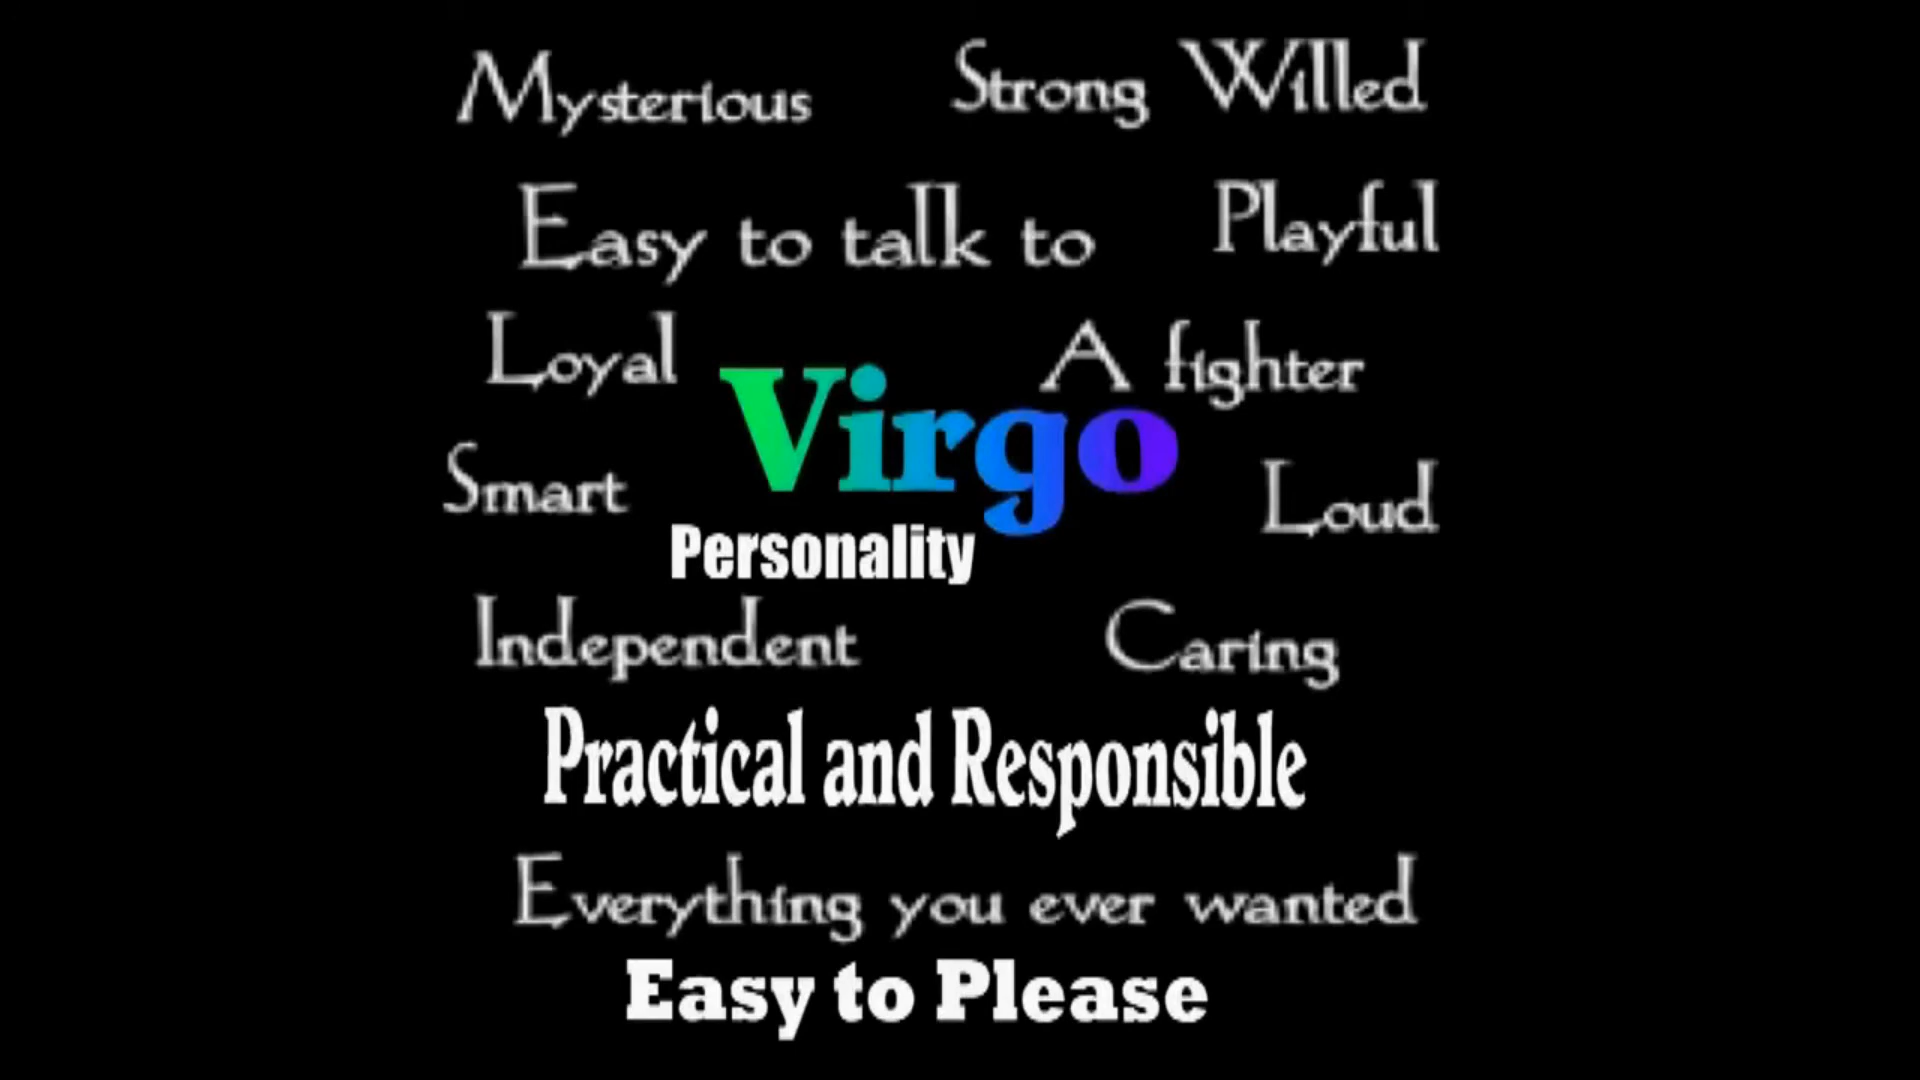 Mysterious Strong Willed
Easy to talk to Playful
Loyal A fighter
Virgo
Smart Loud
Personality
Independent Caring
Practical and Responsible
Everything you ever wanted
Easy to Please